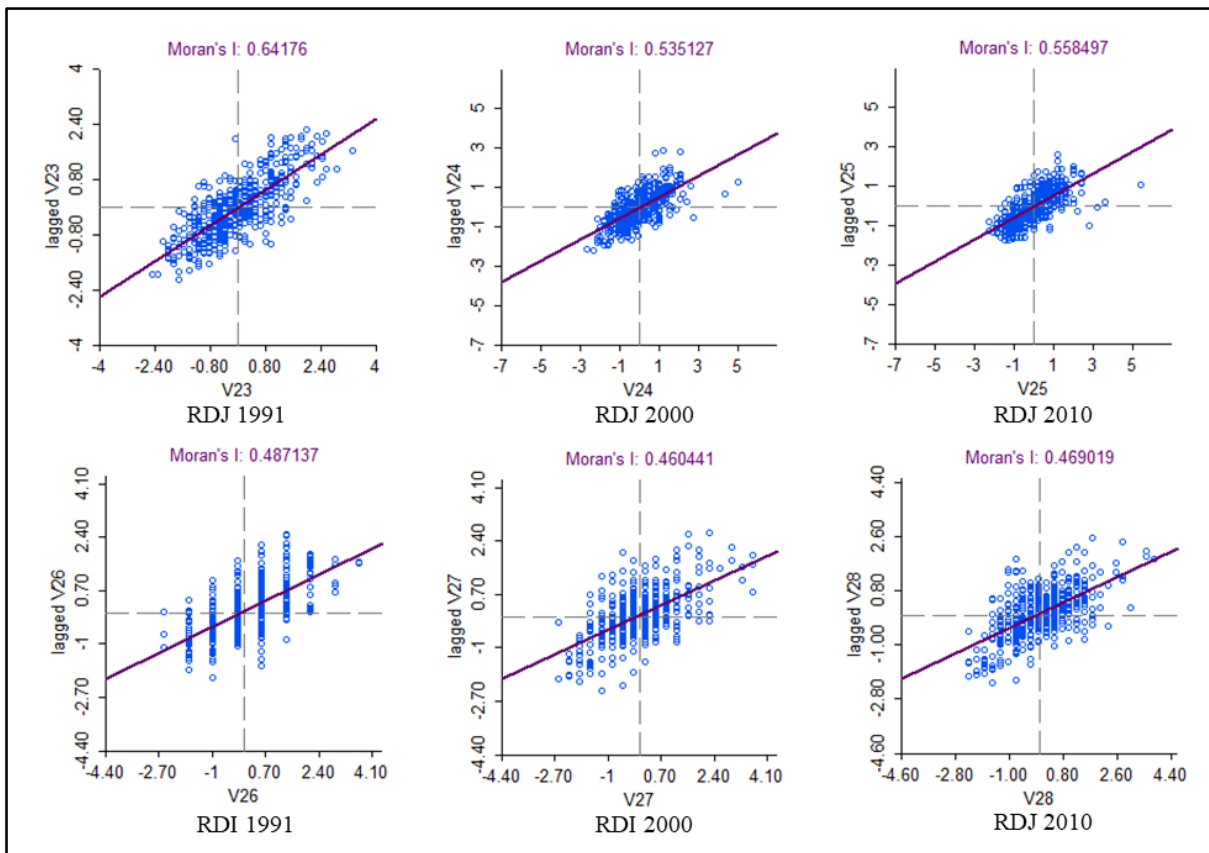 Moran's I: 0.64176
4
2.40
0.80
-0.80
-2.40
-4
lagged V23
-4 -2.40 -0.80 0.80 2.40 4
V23
RDJ 1991
Moran's I: 0.535127
5
3
1
-1
-3
-5
-7
lagged V24
-7 -5 -3 -1 1 3 5
V24
RDJ 2000
Moran's I: 0.558497
5
3
1
-1
-3
-5
-7
lagged V25
-7 -5 -3 -1 1 3 5
V25
RDJ 2010
Moran's I: 0.487137
4.10
2.40
0.70
-1
-2.70
-4.40
lagged V26
-4.40 -2.70 -1 0.70 2.40 4.10
V26
RDI 1991
Moran's I: 0.460441
4.10
2.40
0.70
-1
-2.70
-4.40
lagged V27
-4.40 -2.70 -1 0.70 2.40 4.10
V27
RDI 2000
Moran's I: 0.469019
4.40
2.60
0.80
-1.00
-2.80
-4.60
lagged V28
-4.60 -2.80 -1.00 0.80 2.60 4.40
V28
RDJ 2010